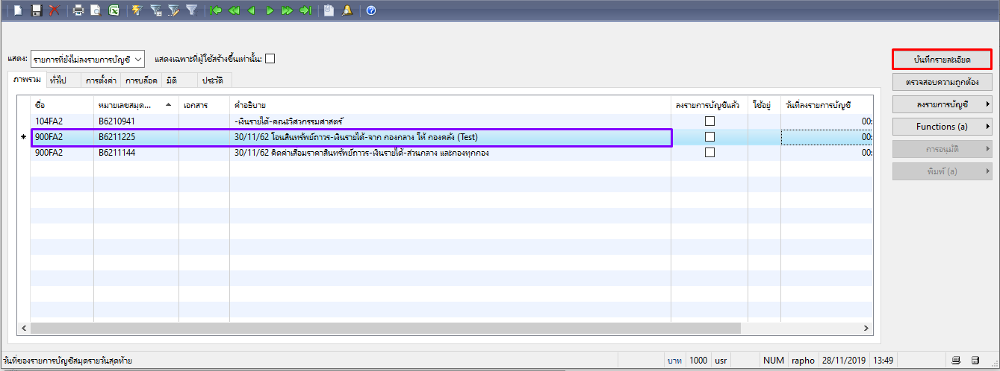 แสดง: รายการที่ยังไม่ลงรายการบัญชี แสดงเฉพาะที่ผู้ใช้สร้างขึ้นเท่านั้น:
บันทึกรายละเอียด
ภาพรวม ทั่วไป การตั้งค่า การบล็อค มิติ ประวัติ
ตรวจสอบความถูกต้อง
ชื่อ หมายเลขสมุด... เอกสาร คำอธิบาย ลงรายการบัญชีแล้ว ใช้อยู่ วันที่ลงรายการบัญชี
ลงรายการบัญชี
104FA2 B6210941 -เงินรายได้-คณะวิศวกรรมศาสตร์ 00:
Functions (a)
* 900FA2 B6211225 30/11/62 โอนสินทรัพย์ถาวร-เงินรายได้-จาก กองกลาง ให้ กองคลัง (Test) 00:
การอนุมัติ
900FA2 B6211144 30/11/62 คิดค่าเสื่อมราคาสินทรัพย์ถาวร-เงินรายได้-ส่วนกลาง และกองทุกกอง 00:
พิมพ์ (a)
วันที่ของรายการบัญชีสมุดรายวันสุดท้าย บาท 1000 usr NUM rapho 28/11/2019 13:49